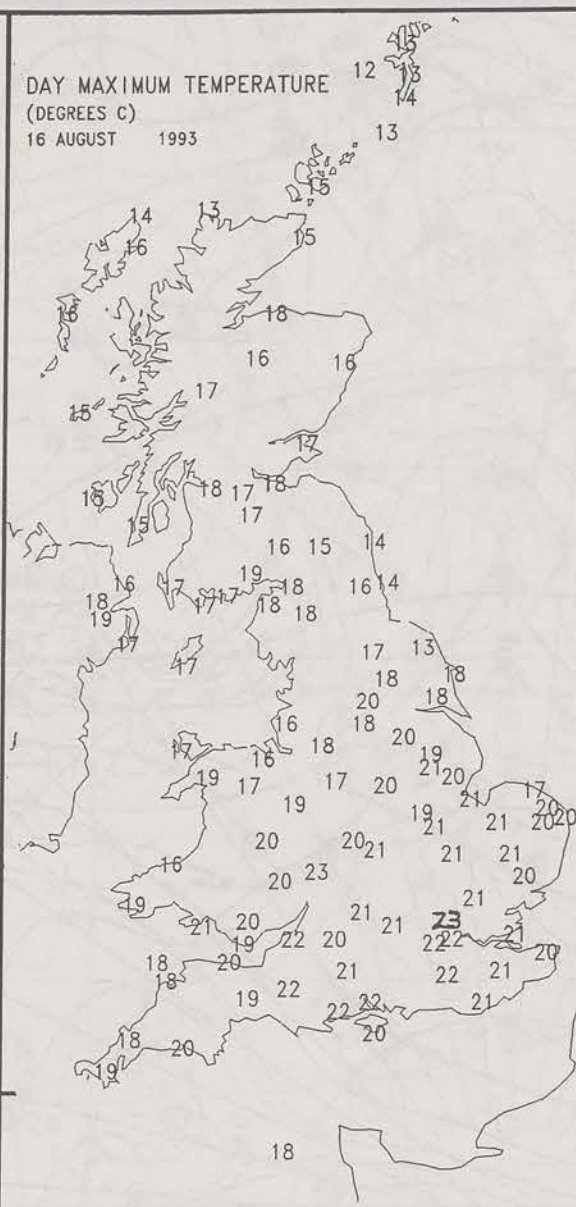 DAY MAXIMUM TEMPERATURE
(DEGREES C)
16 AUGUST 1993
13
12 13
14
13
15
14 13
16 15
16 18
16 16
17
15
17
16 18 17 18
17
15
16 15 14
19
16 17 18 16 14
18 17 17 18
19 18
17 17 13
17
18 18
20 18
16 18
20
17 16 18 19
21
19 17 17 20 20
19 21 17
20
19 21 21 20 20
20 20
21 21 21
16 23
20 20
19 21
21 20 21 21 23 21
19 22 20 22 22
20
18 20
18 21 22 21
19 22
22 22 21
18 20
20
19
18